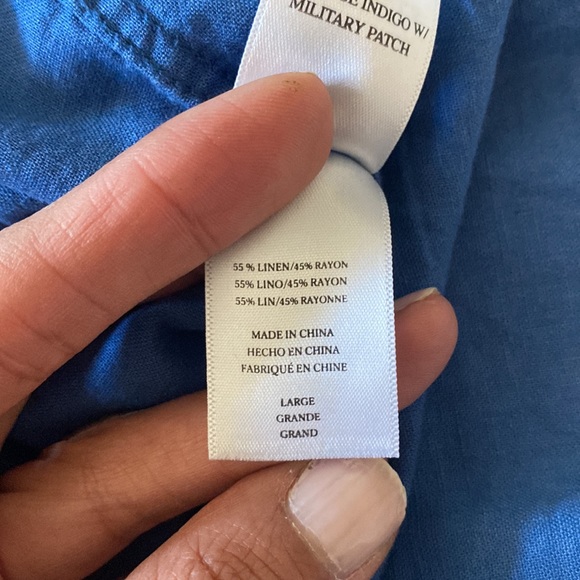 INDIGO W/
MILITARY PATCH
55 % LINEN/45% RAYON
55% LINO/45% RAYON
55% LIN/45% RAYONNE
MADE IN CHINA
HECHO EN CHINA
FABRIQUÉ EN CHINE
LARGE
GRANDE
GRAND